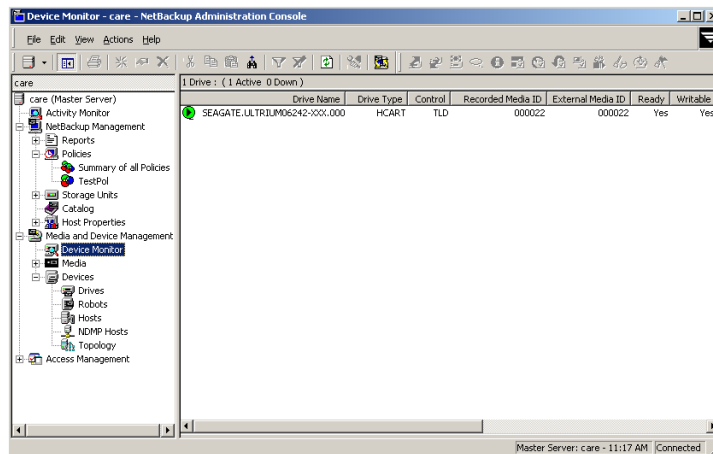 Device Monitor - care - NetBackup Administration Console
File Edit View Actions Help
care
1 Drive : ( 1 Active 0 Down )
care (Master Server)
Activity Monitor
NetBackup Management
Reports
Policies
Summary of all Policies
TestPol
Storage Units
Catalog
Host Properties
Media and Device Management
Device Monitor
Media
Devices
Drives
Robots
Hosts
NDMP Hosts
Topology
Access Management
Drive Name Drive Type Control Recorded Media ID External Media ID Ready Writable
SEAGATE.ULTRIUM06242-XXX.000 HCART TLD 000022 000022 Yes Yes
Master Server: care - 11:17 AM Connected